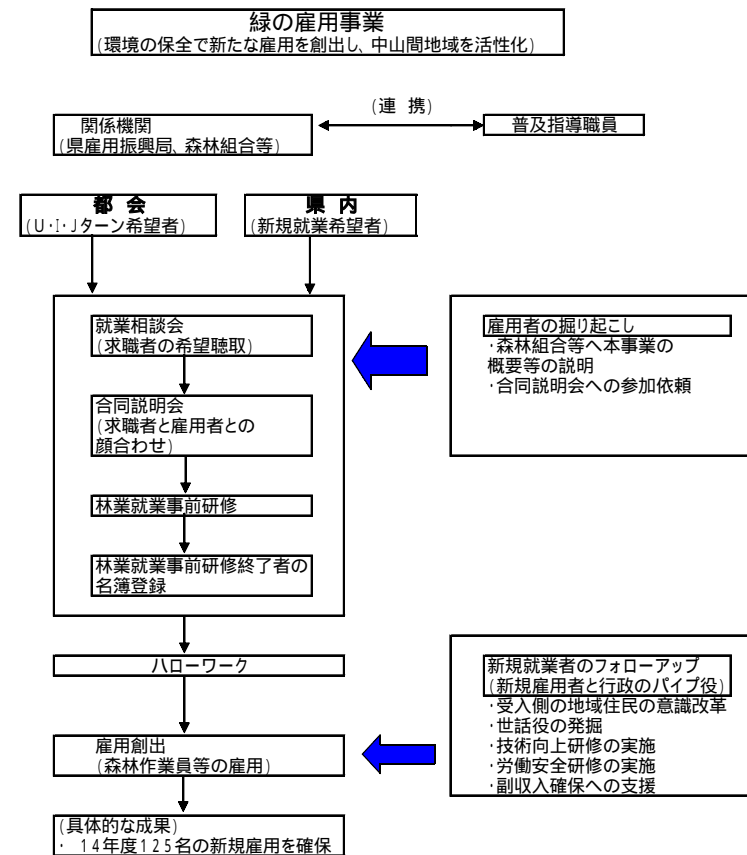 緑の雇用事業
(環境の保全で新たな雇用を創出し、中山間地域を活性化)
(連 携)
関係機関
(県雇用振興局、森林組合等)
普及指導職員
都 会
(U・I・Jターン希望者)
県 内
(新規就業希望者)
就業相談会
(求職者の希望聴取)
合同説明会
(求職者と雇用者との
顔合わせ)
林業就業事前研修
林業就業事前研修終了者の
名簿登録
雇用者の掘り起こし
・森林組合等へ本事業の
概要等の説明
・合同説明会への参加依頼
ハローワーク
雇用創出
(森林作業員等の雇用)
新規就業者のフォローアップ
(新規雇用者と行政のパイプ役)
・受入側の地域住民の意識改革
・世話役の発掘
・技術向上研修の実施
・労働安全研修の実施
・副収入確保への支援
(具体的な成果)
・ 14年度125名の新規雇用を確保